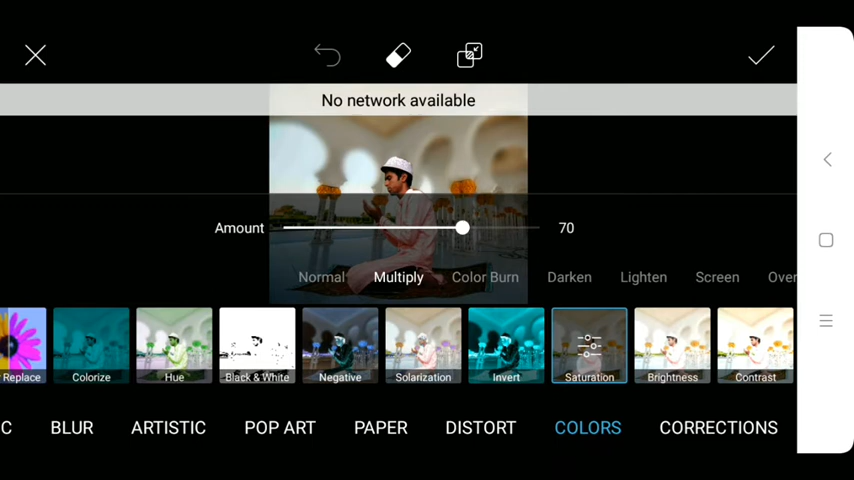 No network available
Amount 70
Normal Multiply Color Burn Darken Lighten Screen Over
Replace Colorize Hue Black & White Negative Solarization Invert Saturation Brightness Contrast
C BLUR ARTISTIC POP ART PAPER DISTORT COLORS CORRECTIONS